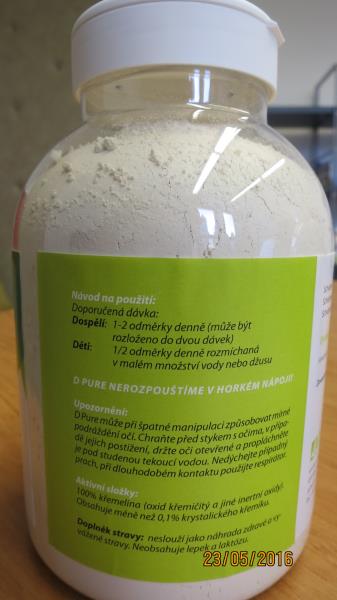 Návod na použití:
Doporučená dávka:
Dospělí: 1-2 odměrky denně (může být
rozloženo do dvou dávek)
Děti: 1/2 odměrky denně rozmíchaná
v malém množství vody nebo džusu
D PURE NEROZPOUŠTÍME V HORKÉM NÁPOJI!
Upozornění:
D Pure může při špatné manipulaci způsobovat mírné
podráždění očí. Chraňte před stykem s očima, v přípa-
dě jejich postižení, držte oči otevřené a propláchněte
je pod studenou tekoucí vodou. Nedýchejte případný
prach, při dlouhodobém kontaktu použijte respirátor.
Aktivní složky:
100% křemelina (oxid křemičitý a jiné inertní oxidy).
Obsahuje méně než 0,1% krystalického křemíku.
Doplněk stravy: neslouží jako náhrada zdravé a vy-
vážené stravy. Neobsahuje lepek a laktózu.
23/05/2016